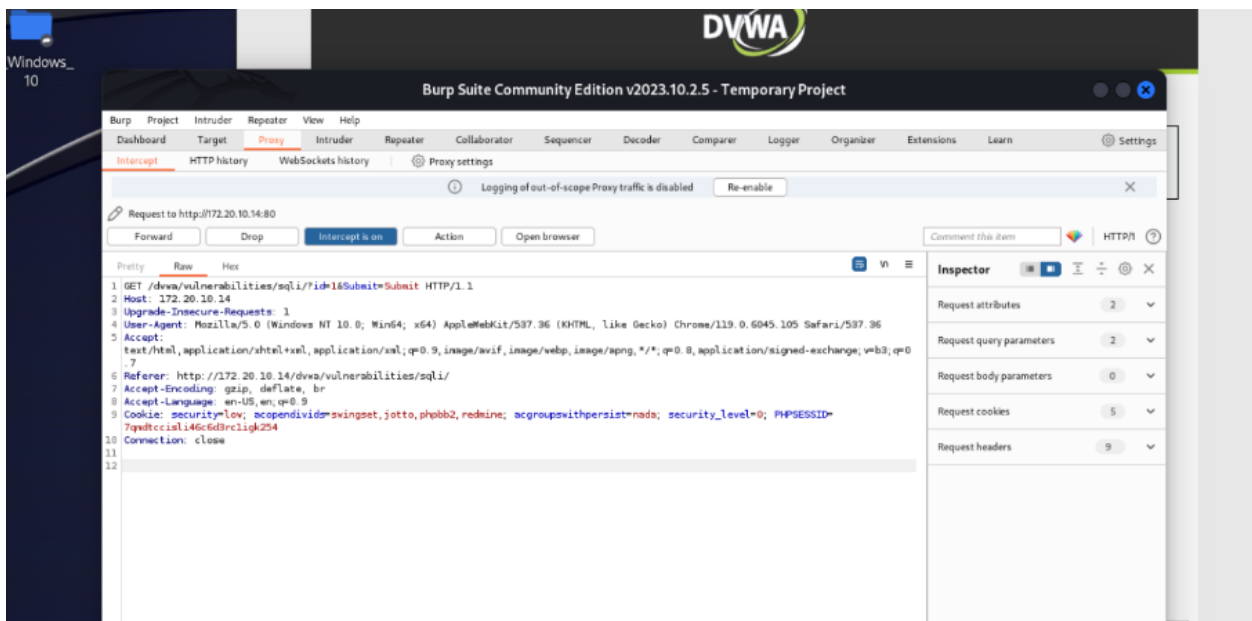 DVWA
Windows_
10
Burp Suite Community Edition v2023.10.2.5 - Temporary Project
Burp Project Intruder Repeater View Help
Dashboard Target Proxy Intruder Repeater Collaborator Sequencer Decoder Comparer Logger Organizer Extensions Learn Settings
Intercept HTTP history WebSockets history Proxy settings
Logging of out-of-scope Proxy traffic is disabled Re-enable
Request to http://172.20.10.14:80
Forward Drop Intercept is on Action Open browser Comment this item HTTP/1
Pretty Raw Hex \n Inspector
1 GET /dvwa/vulnerabilities/sqli/?id=1&Submit=Submit HTTP/1.1
2 Host: 172.20.10.14
Request attributes 2
3 Upgrade-Insecure-Requests: 1
4 User-Agent: Mozilla/5.0 (Windows NT 10.0; Win64; x64) AppleWebKit/537.36 (KHTML, like Gecko) Chrome/119.0.6045.105 Safari/537.36
5 Accept:
Request query parameters 2
text/html,application/xhtml+xml,application/xml;q=0.9,image/avif,image/webp,image/apng,*/*;q=0.8,application/signed-exchange;v=b3;q=0
.7
6 Referer: http://172.20.10.14/dvwa/vulnerabilities/sqli/
Request body parameters 0
7 Accept-Encoding: gzip, deflate, br
8 Accept-Language: en-US,en;q=0.9
9 Cookie: security=low; acopendivids=swingset,jotto,phpbb2,redmine; acgroupswithpersist=nada; security_level=0; PHPSESSID=
Request cookies 5
7qmdtccisli46c6d3rcligk254
10 Connection: close
Request headers 9
11
12